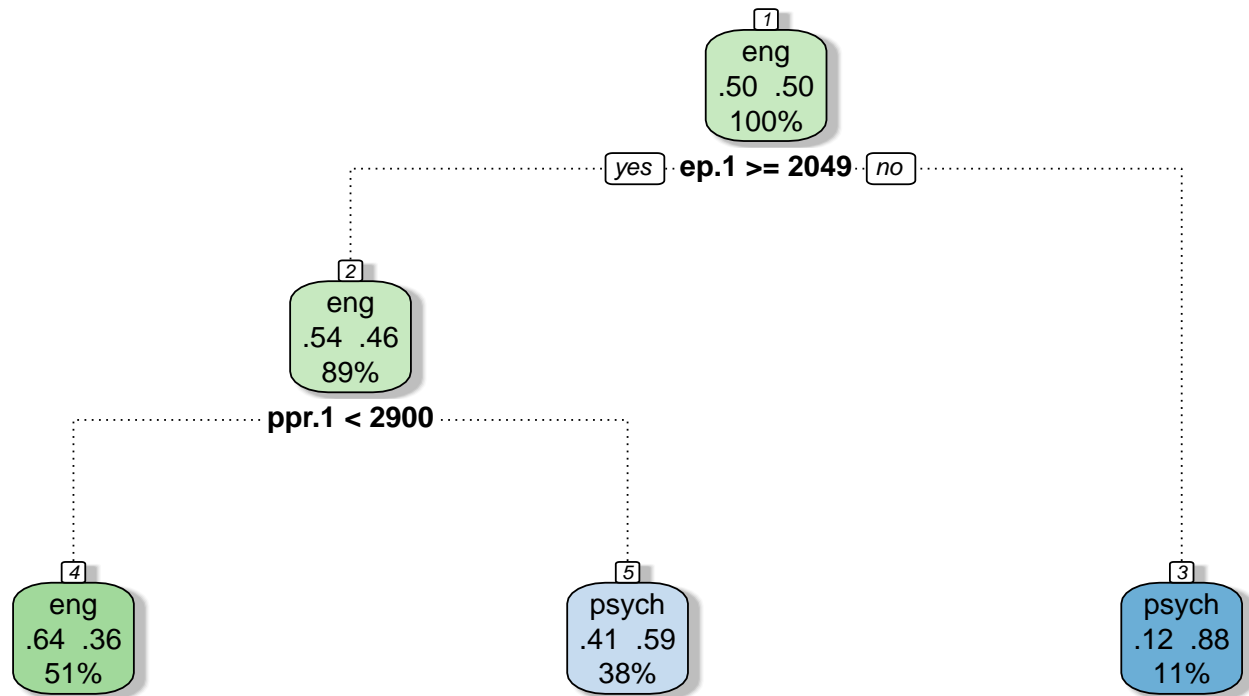 1
eng
.50 .50
100%
yes ep.1 >= 2049 no
2
eng
.54 .46
89%
ppr.1 < 2900
4
eng
.64 .36
51%
5
psych
.41 .59
38%
3
psych
.12 .88
11%